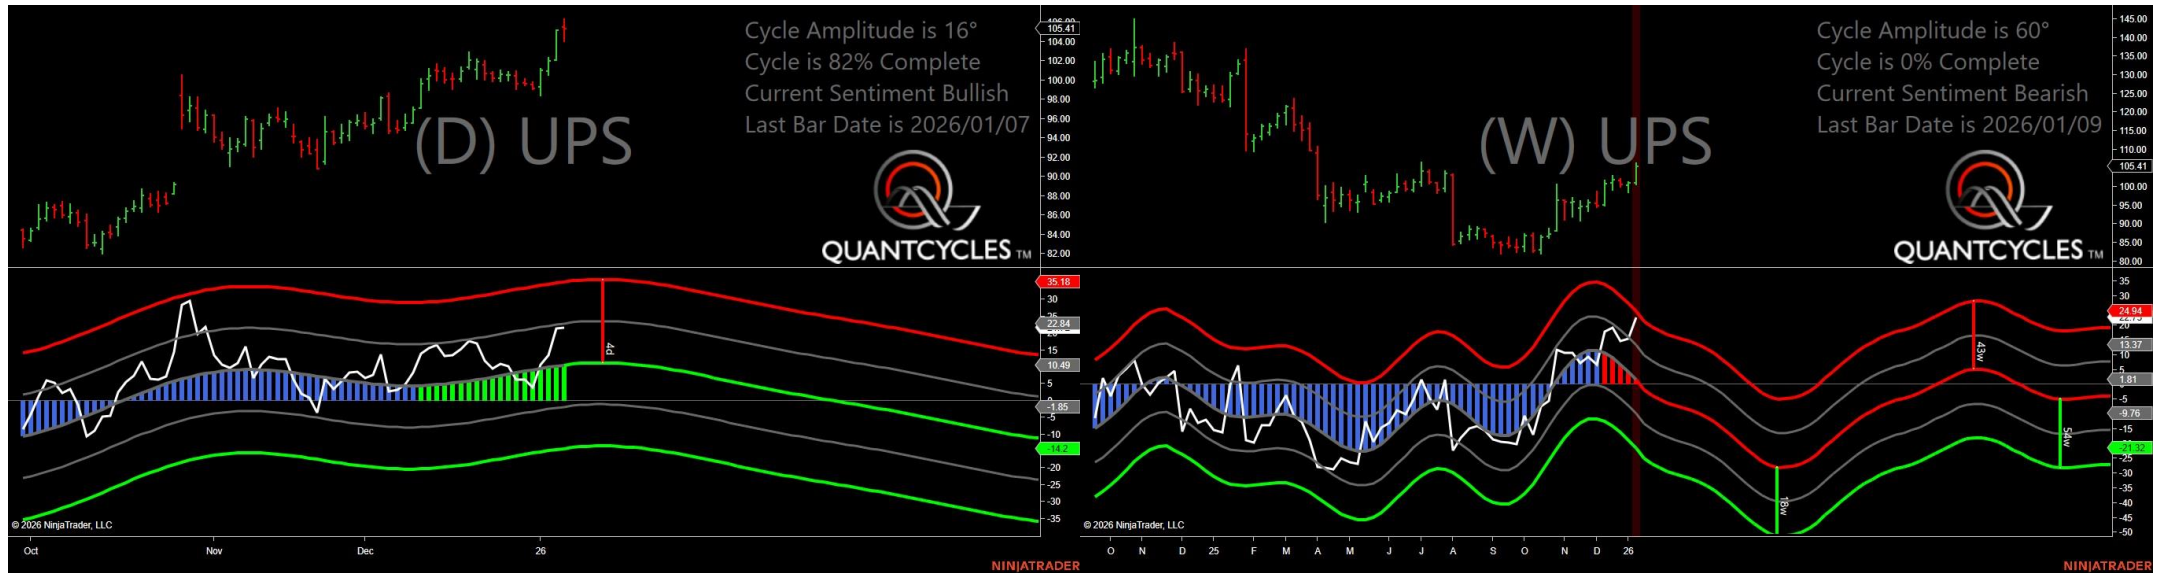 Cycle Amplitude is 16°
Cycle is 82% Complete
Current Sentiment Bullish
Last Bar Date is 2026/01/07
(D) UPS
QUANTCYCLES TM
105.41
104.00
102.00
100.00
98.00
96.00
94.00
92.00
90.00
88.00
86.00
84.00
82.00
35.18
30
22.84
15
10.49
5
-1.85
-5
-10
-14.2
-20
-25
-30
-35
4d
© 2026 NinjaTrader, LLC
Oct
Nov
Dec
26
NINJATRADER
Cycle Amplitude is 60°
Cycle is 0% Complete
Current Sentiment Bearish
Last Bar Date is 2026/01/09
(W) UPS
QUANTCYCLES TM
145.00
140.00
135.00
130.00
125.00
120.00
115.00
110.00
105.41
100.00
95.00
90.00
85.00
80.00
35
30
24.94
20
13.37
10
5
1.81
-5
-9.76
-15
-21.32
-25
-30
-35
-40
-45
-50
43w
54w
18w
© 2026 NinjaTrader, LLC
O N D 25 F M A M J J A S O N D 26
NINJATRADER